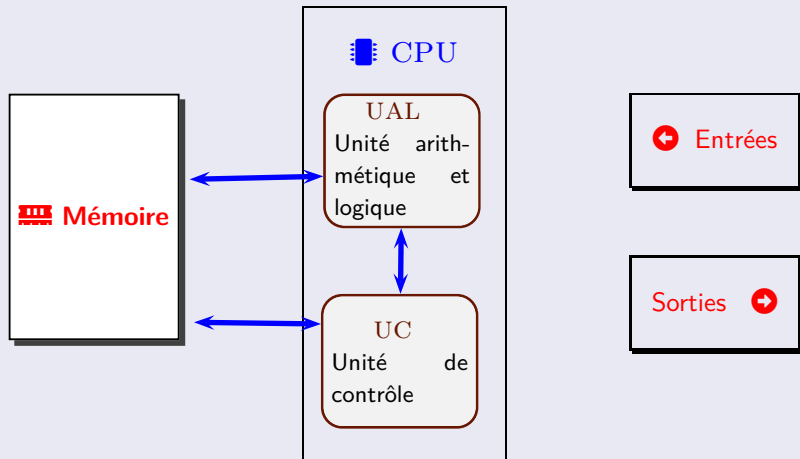 CPU
UAL
Unité arith-
métique et
logique
Mémoire
UC
Unité de
contrôle
Entrées
Sorties